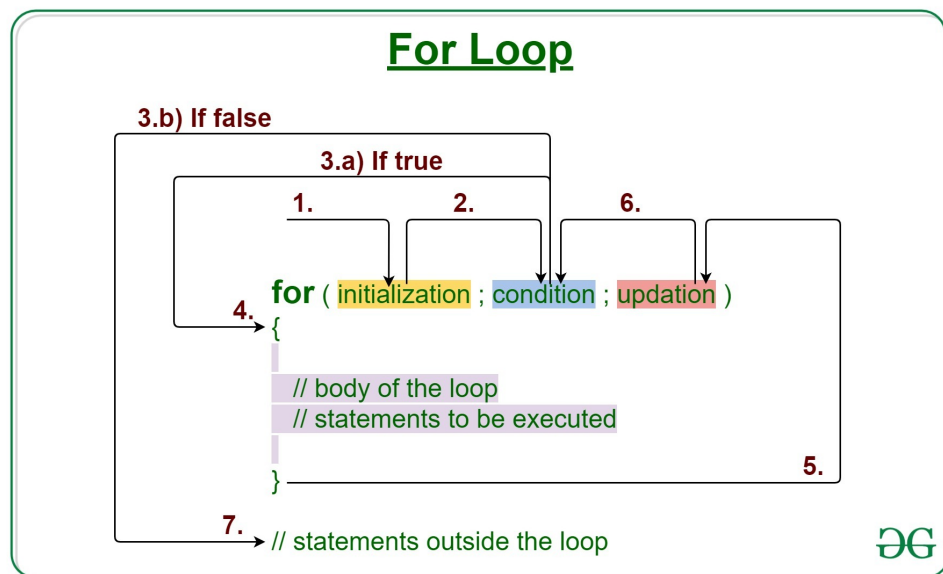 For Loop
3.b) If false
3.a) If true
1. 2. 6.
for ( initialization ; condition ; updation )
4. {
// body of the loop
// statements to be executed
5.
}
7. // statements outside the loop